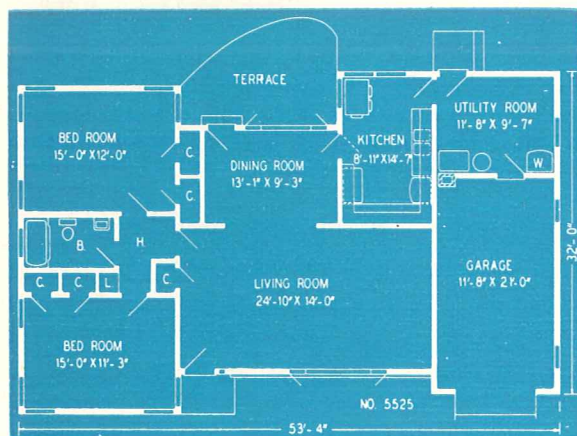 TERRACE
BED ROOM
15'-0" X 12'-0"
C.
C.
DINING ROOM
13'-1" X 9'-3"
KITCHEN
8'-11" X 14'-7"
UTILITY ROOM
11'-8" X 9'-7"
W.
B.
H.
C.
C.
L.
C.
LIVING ROOM
24'-10" X 14'-0"
GARAGE
11'-8" X 21'-0"
32'-0"
BED ROOM
15'-0" X 11'-3"
NO. 5525
53'-4"